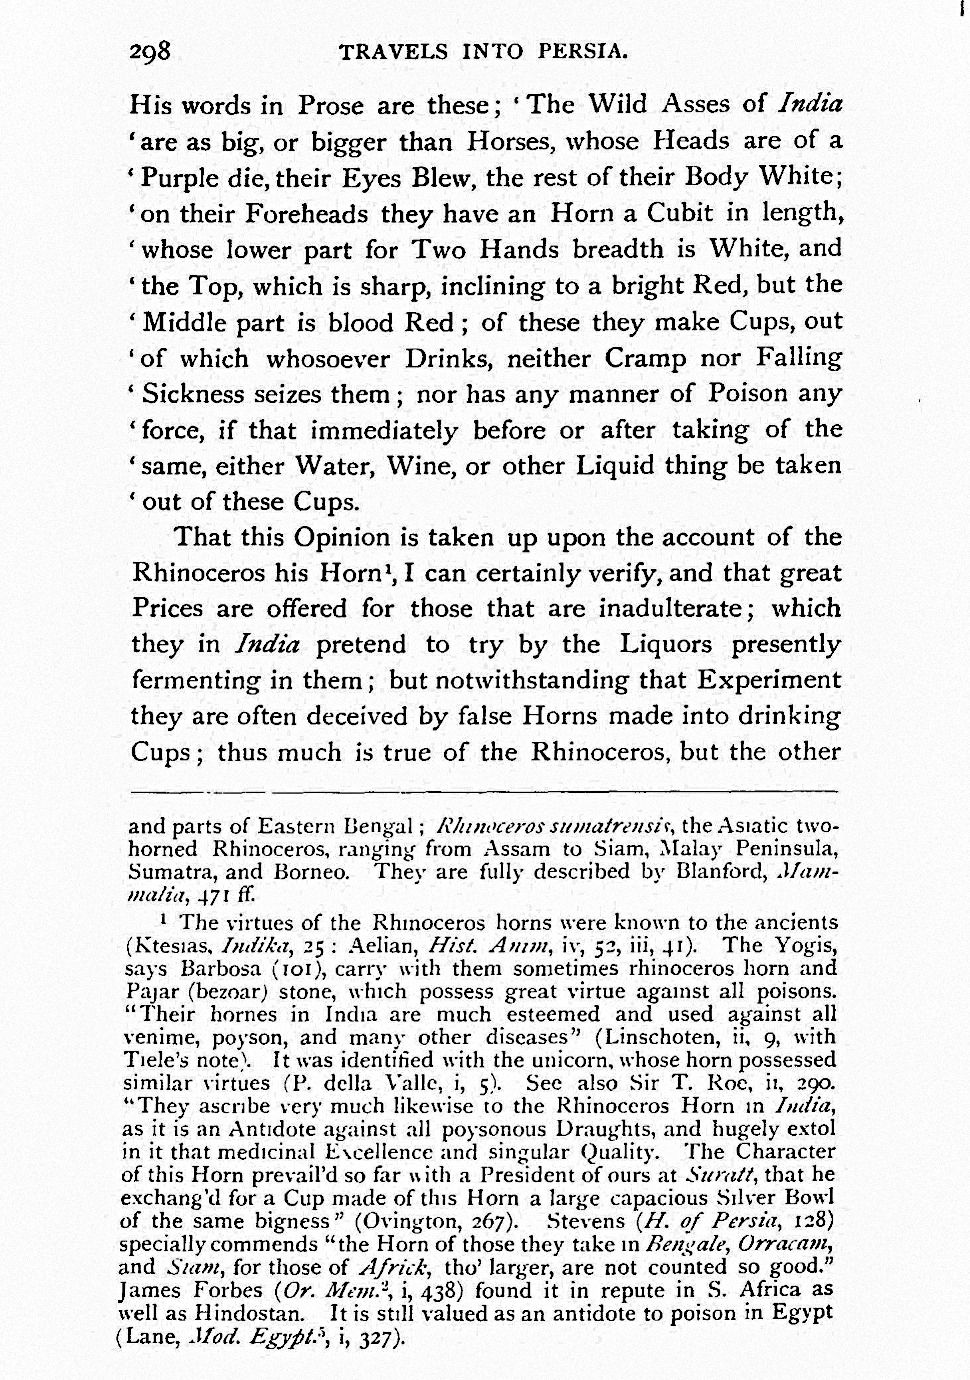 298 TRAVELS INTO PERSIA.
His words in Prose are these; ‘The Wild Asses of India
‘are as big, or bigger than Horses, whose Heads are of a
‘Purple die, their Eyes Blew, the rest of their Body White;
‘on their Foreheads they have an Horn a Cubit in length,
‘whose lower part for Two Hands breadth is White, and
‘the Top, which is sharp, inclining to a bright Red, but the
‘Middle part is blood Red; of these they make Cups, out
‘of which whosoever Drinks, neither Cramp nor Falling
‘Sickness seizes them; nor has any manner of Poison any
‘force, if that immediately before or after taking of the
‘same, either Water, Wine, or other Liquid thing be taken
‘out of these Cups.
That this Opinion is taken up upon the account of the
Rhinoceros his Horn¹, I can certainly verify, and that great
Prices are offered for those that are inadulterate; which
they in India pretend to try by the Liquors presently
fermenting in them; but notwithstanding that Experiment
they are often deceived by false Horns made into drinking
Cups; thus much is true of the Rhinoceros, but the other
and parts of Eastern Bengal; Rhinoceros sumatrensis, the Asiatic two-
horned Rhinoceros, ranging from Assam to Siam, Malay Peninsula,
Sumatra, and Borneo. They are fully described by Blanford, Mam-
malia, 471 ff.
¹ The virtues of the Rhinoceros horns were known to the ancients
(Ktesias, Indika, 25: Aelian, Hist. Anim, iv, 52, iii, 41). The Yogis,
says Barbosa (101), carry with them sometimes rhinoceros horn and
Pajar (bezoar) stone, which possess great virtue against all poisons.
“Their hornes in India are much esteemed and used against all
venime, poyson, and many other diseases” (Linschoten, ii, 9, with
Tiele's note). It was identified with the unicorn, whose horn possessed
similar virtues (P. della Valle, i, 5). See also Sir T. Roe, ii, 290.
“They ascribe very much likewise to the Rhinoceros Horn in India,
as it is an Antidote against all poysonous Draughts, and hugely extol
in it that medicinal Excellence and singular Quality. The Character
of this Horn prevail'd so far with a President of ours at Suratt, that he
exchang'd for a Cup made of this Horn a large capacious Silver Bowl
of the same bigness” (Ovington, 267). Stevens (H. of Persia, 128)
specially commends “the Horn of those they take in Bengale, Orracam,
and Siam, for those of Africk, tho' larger, are not counted so good.”
James Forbes (Or. Mem.², i, 438) found it in repute in S. Africa as
well as Hindostan. It is still valued as an antidote to poison in Egypt
(Lane, Mod. Egypt.⁵, i, 327).